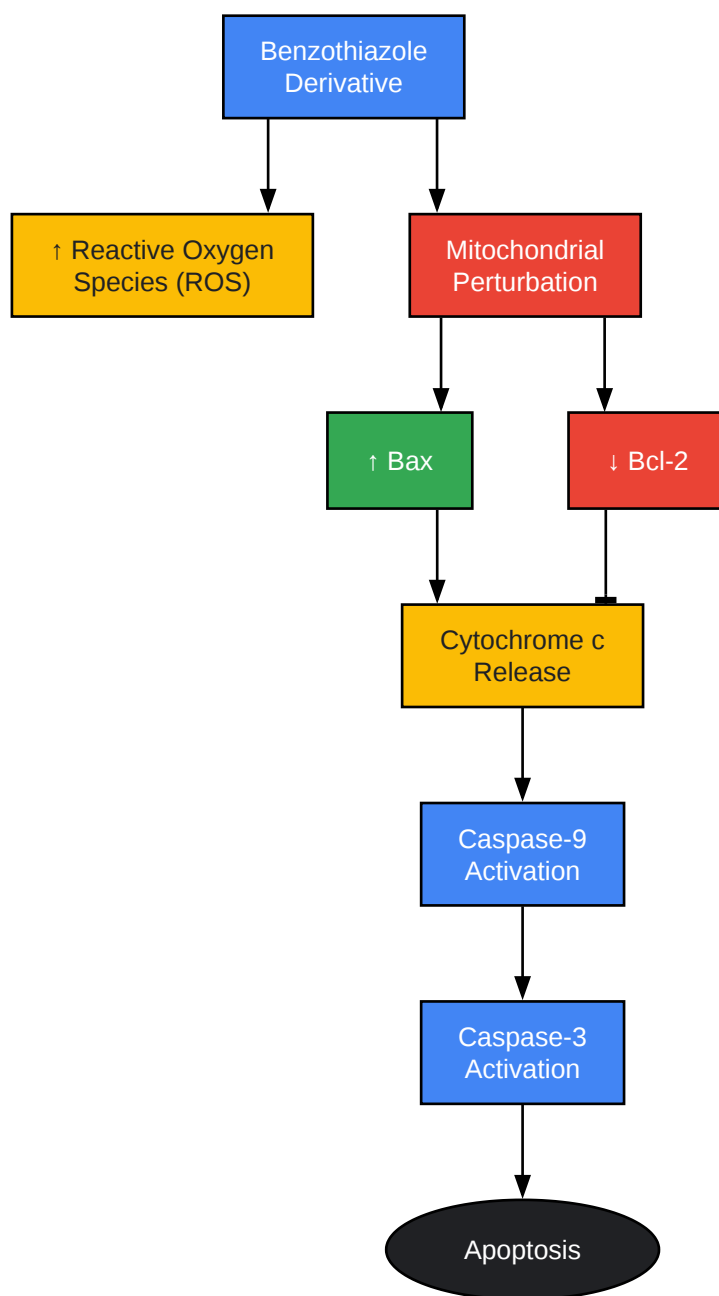 Benzothiazole
Derivative
↑ Reactive Oxygen
Species (ROS)
Mitochondrial
Perturbation
↑ Bax
↓ Bcl-2
Cytochrome c
Release
Caspase-9
Activation
Caspase-3
Activation
Apoptosis